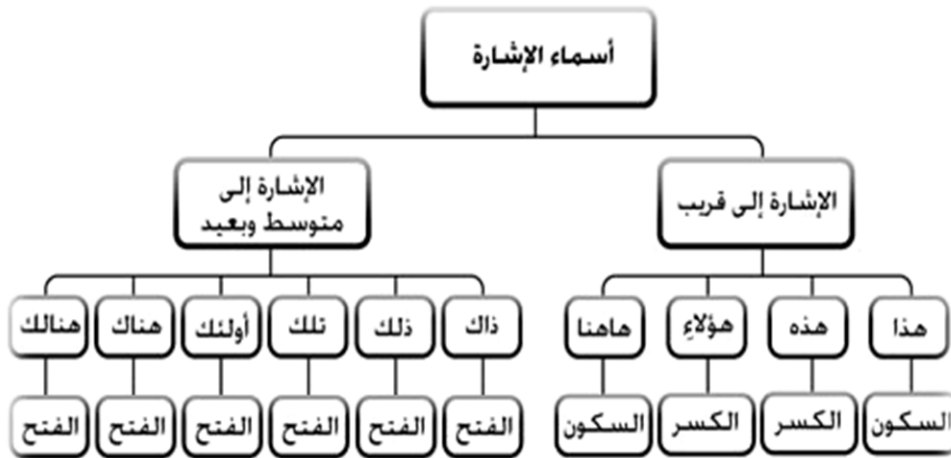 أسماء الإشارة
الإشارة إلى قريب
الإشارة إلى
متوسط وبعيد
هذا
هذه
هؤلاءِ
هاهنا
ذاك
ذلك
تلك
أولئك
هناك
هنالك
السكون
الكسر
الكسر
السكون
الفتح
الفتح
الفتح
الفتح
الفتح
الفتح